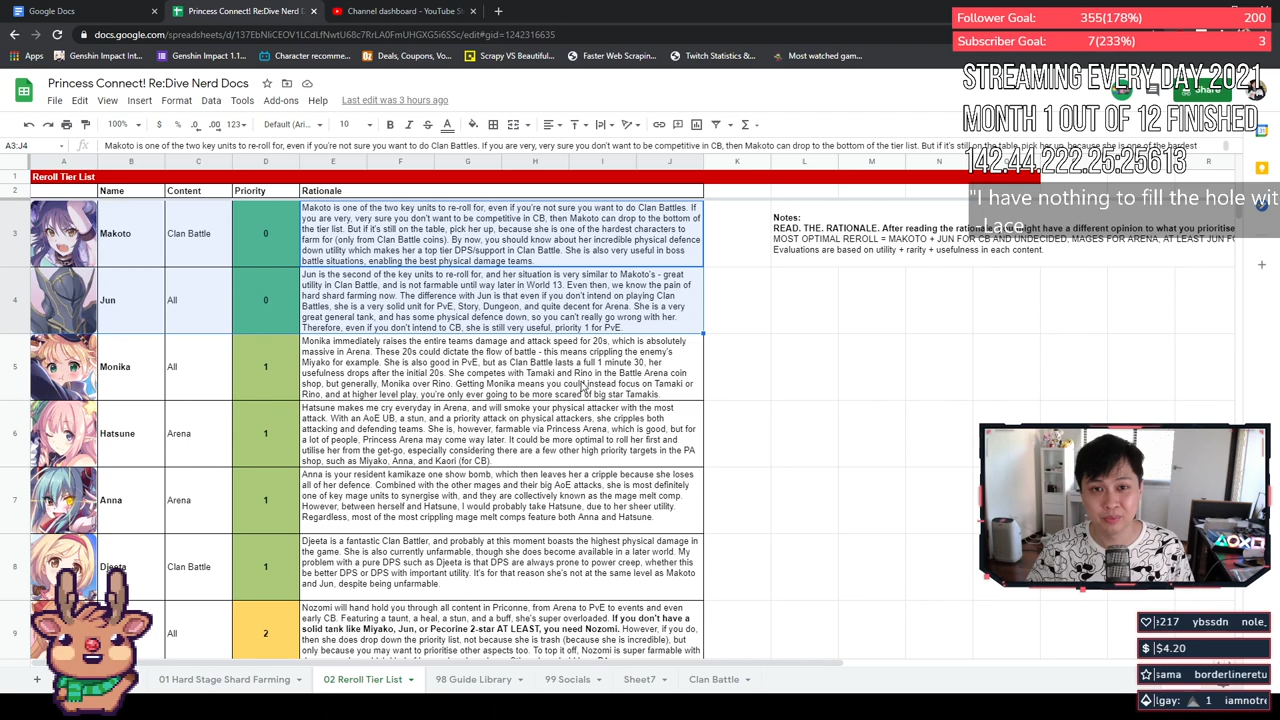 Google Docs
Princess Connect! Re:Dive Nerd D
Channel dashboard - YouTube S
docs.google.com/spreadsheets/d/137EbNliCEOV1LCdLfNwtU68c7RrLA0FmUHGXG5i6SSc/edit#gid=1242316635
Apps
Genshin Impact Int...
Genshin Impact 1.1...
Character recomme...
Deals, Coupons, Vo...
Scrapy VS Beautiful...
Faster Web Scrapin...
Most watched gam...
Follower Goal: 355(178%) 200
Subscriber Goal: 7(233%) 3
STREAMING EVERY DAY 2021
MONTH 1 OUT OF 12 FINISHED
142.44.222.25:25613
"I have nothing to fill the hole wit
-Lace
Princess Connect! Re:Dive Nerd Docs
File Edit View Insert Format Data Tools Add-ons Help Last edit was 3 hours ago
Share
100% $ % .0 .00 123 Default (Ari... 10
A3:J4
Makoto is one of the two key units to re-roll for, even if you're not sure you want to do Clan Battles. If you are very, very sure you don't want to be competitive in CB, then Makoto can drop to the bottom of the tier list. But if it's still on the table, pick her up, because she is one of the hardest
A B C D E F G H I J K L M N R
1 Reroll Tier List
2 Name Content Priority Rationale
3 Makoto Clan Battle 0
Makoto is one of the two key units to re-roll for, even if you're not sure you want to do Clan Battles. If
you are very, very sure you don't want to be competitive in CB, then Makoto can drop to the bottom of
the tier list. But if it's still on the table, pick her up, because she is one of the hardest characters to
farm for (only from Clan Battle coins). By now, you should know about her incredible physical defence
down utility which makes her a top tier DPS/support in Clan Battle. She is also very useful in boss
battle situations, enabling the best physical damage teams.
Notes:
READ. THE. RATIONALE. After reading the rationa
ght have a different opinion to what you prioritise
MOST OPTIMAL REROLL = MAKOTO + JUN FOR CB AND UNDECIDED, MAGES FOR ARENA, AT LEAST JUN F
Evaluations are based on utility + rarity + usefulness in each content.
4 Jun All 0
Jun is the second of the key units to re-roll for, and her situation is very similar to Makoto's - great
utility in Clan Battle, and is not farmable until way later in World 13. Even then, we know the pain of
hard shard farming now. The difference with Jun is that even if you don't intend on playing Clan
Battles, she is a very solid unit for PvE, Story, Dungeon, and quite decent for Arena. She is a very
great general tank, and has some physical defence down, so you can't really go wrong with her.
Therefore, even if you don't intend to CB, she is still very useful, priority 1 for PvE.
5 Monika All 1
Monika immediately raises the entire teams damage and attack speed for 20s, which is absolutely
massive in Arena. These 20s could dictate the flow of battle - this means crippling the enemy's
Miyako for example. She is also good in PvE, but as Clan Battle lasts a full 1 minute 30, her
usefulness drops after the initial 20s. She competes with Tamaki and Rino in the Battle Arena coin
shop, but generally, Monika over Rino. Getting Monika means you could instead focus on Tamaki or
Rino, and at higher level play, you're only ever going to be more scared of big star Tamakis.
6 Hatsune Arena 1
Hatsune makes me cry everyday in Arena, and will smoke your physical attacker with the most
attack. With an AoE UB, a stun, and a priority attack on physical attackers, she cripples both
attacking and defending teams. She is, however, farmable via Princess Arena, which is good, but for
a lot of people, Princess Arena may come way later. It could be more optimal to roll her first and
utilise her from the get-go, especially considering there are a few other high priority targets in the PA
shop, such as Miyako, Anna, and Kaori (for CB).
7 Anna Arena 1
Anna is your resident kamikaze one show bomb, which then leaves her a cripple because she loses
all of her defence. Combined with the other mages and their big AoE attacks, she is most definitely
one of key mage units to synergise with, and they are collectively known as the mage melt comp.
However, between herself and Hatsune, I would probably take Hatsune, due to her sheer utility.
Regardless, most of the most crippling mage melt comps feature both Anna and Hatsune.
8 Djeeta Clan Battle 1
Djeeta is a fantastic Clan Battler, and probably at this moment boasts the highest physical damage in
the game. She is also currently unfarmable, though she does become available in a later world. My
problem with a pure DPS such as Djeeta is that DPS are always prone to power creep, whether this
be better DPS or DPS with important utility. It's for that reason she's not at the same level as Makoto
and Jun, despite being unfarmable.
9 All 2
Nozomi will hand hold you through all content in Priconne, from Arena to PvE to events and even
early CB. Featuring a taunt, a heal, a stun, and a buff, she's super overloaded. If you don't have a
solid tank like Miyako, Jun, or Pecorine 2-star AT LEAST, you need Nozomi. However, if you do,
then she does drop down the priority list, not because she is trash (because she is incredible), but
only because you may want to prioritise other aspects too. To top it off, Nozomi is super farmable with
AOXO
217 ybssdn nole_
$4.20
sama borderlineretu
lgay: 1 iamnotre
01 Hard Stage Shard Farming
02 Reroll Tier List
98 Guide Library
99 Socials
Sheet7
Clan Battle